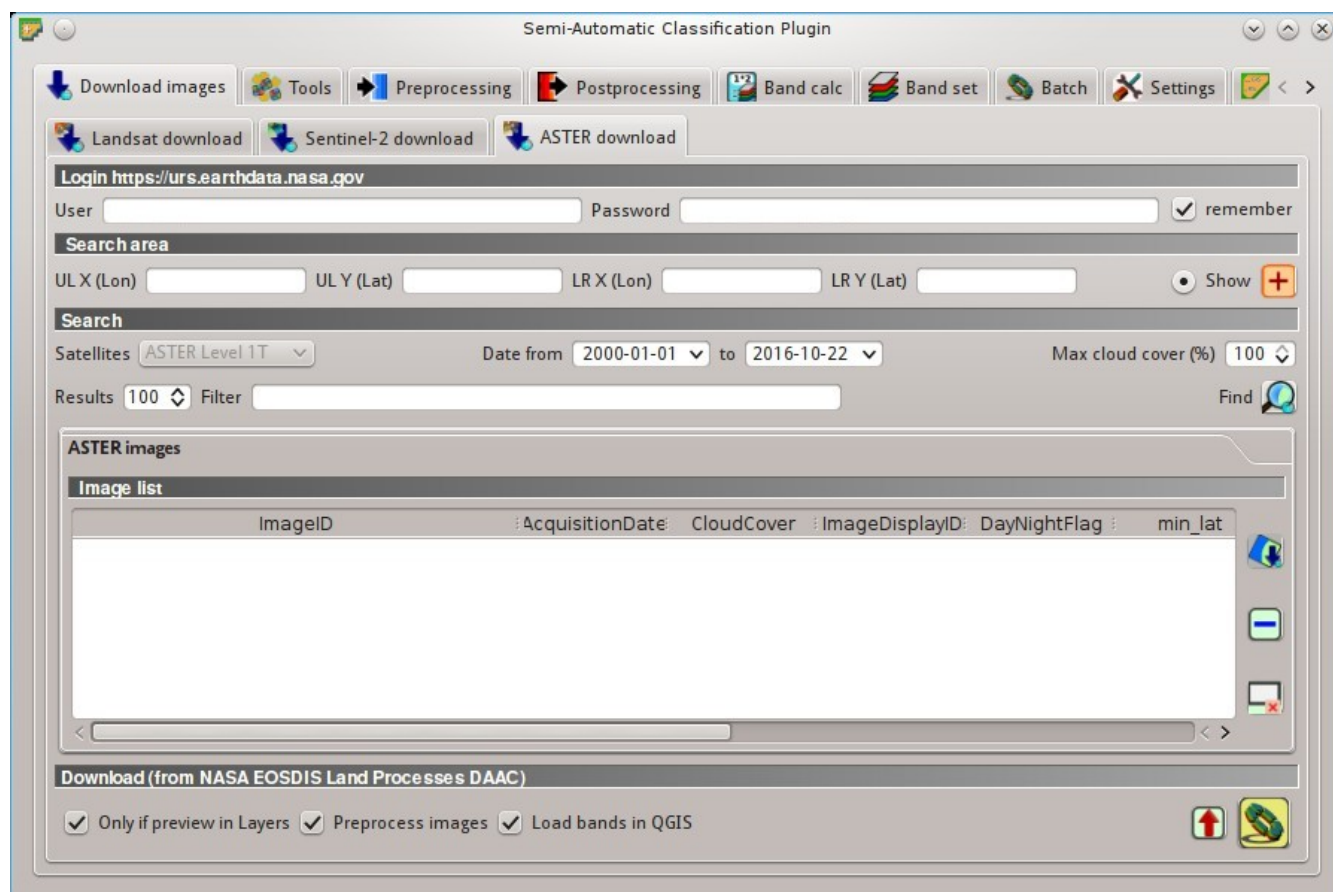 Semi-Automatic Classification Plugin
Download images Tools Preprocessing Postprocessing Band calc Band set Batch Settings
Landsat download Sentinel-2 download ASTER download
Login https://urs.earthdata.nasa.gov
User Password remember
Search area
UL X (Lon) UL Y (Lat) LR X (Lon) LR Y (Lat) Show
Search
Satellites ASTER Level 1T Date from 2000-01-01 to 2016-10-22 Max cloud cover (%) 100
Results 100 Filter Find
ASTER images
Image list
ImageID AcquisitionDate CloudCover ImageDisplayID DayNightFlag min_lat
Download (from NASA EOSDIS Land Processes DAAC)
Only if preview in Layers Preprocess images Load bands in QGIS